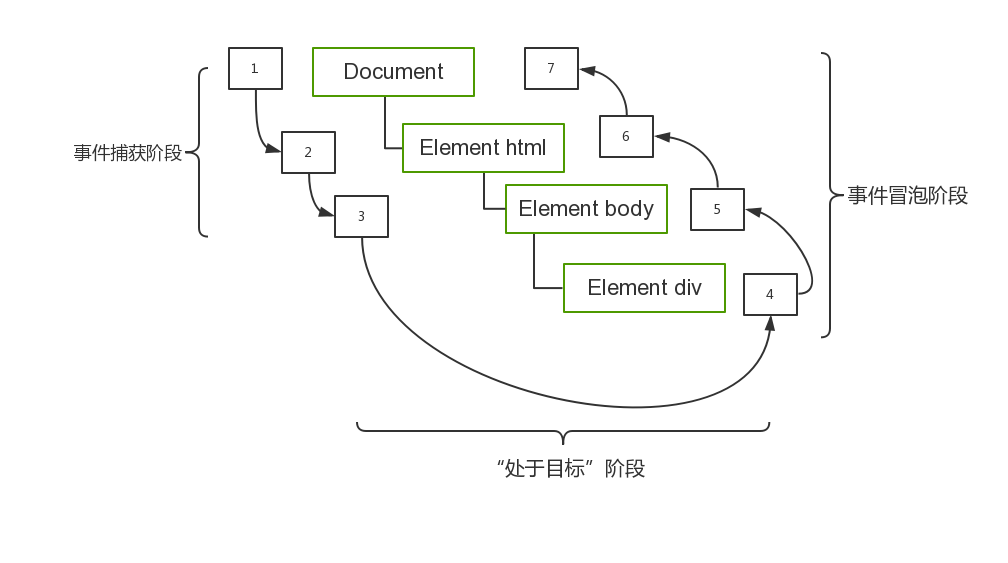 1
Document
7
6
事件捕获阶段
2
Element html
3
Element body
5
事件冒泡阶段
Element div
4
“处于目标”阶段